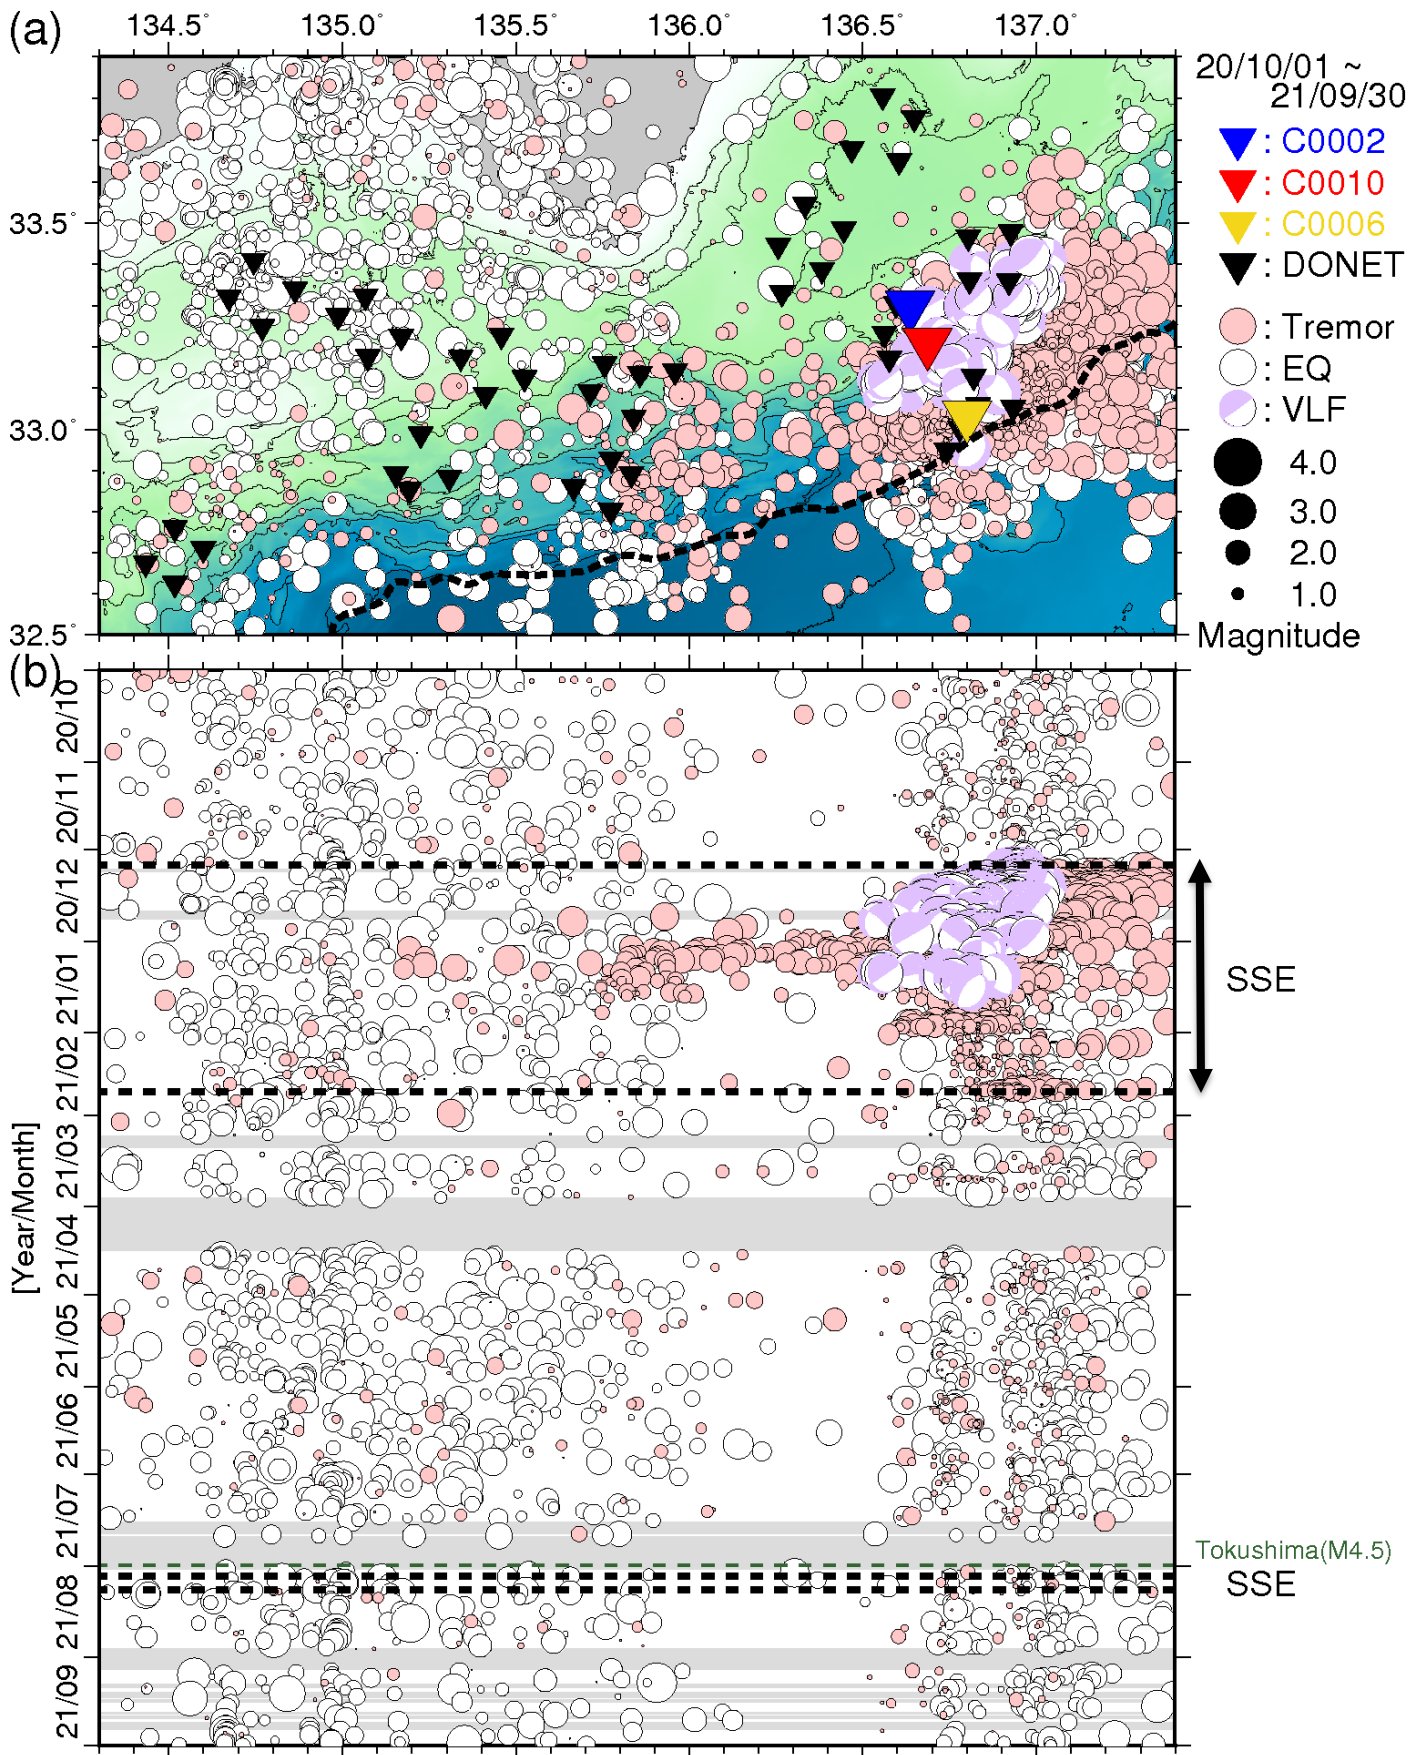 (a)
134.5° 135.0° 135.5° 136.0° 136.5° 137.0°
33.5°
33.0°
32.5°
20/10/01 ~
21/09/30
: C0002
: C0010
: C0006
: DONET
: Tremor
: EQ
: VLF
4.0
3.0
2.0
1.0
Magnitude
(b)
[Year/Month]
20/10
20/11
20/12
21/01
21/02
21/03
21/04
21/05
21/06
21/07
21/08
21/09
SSE
Tokushima(M4.5)
SSE